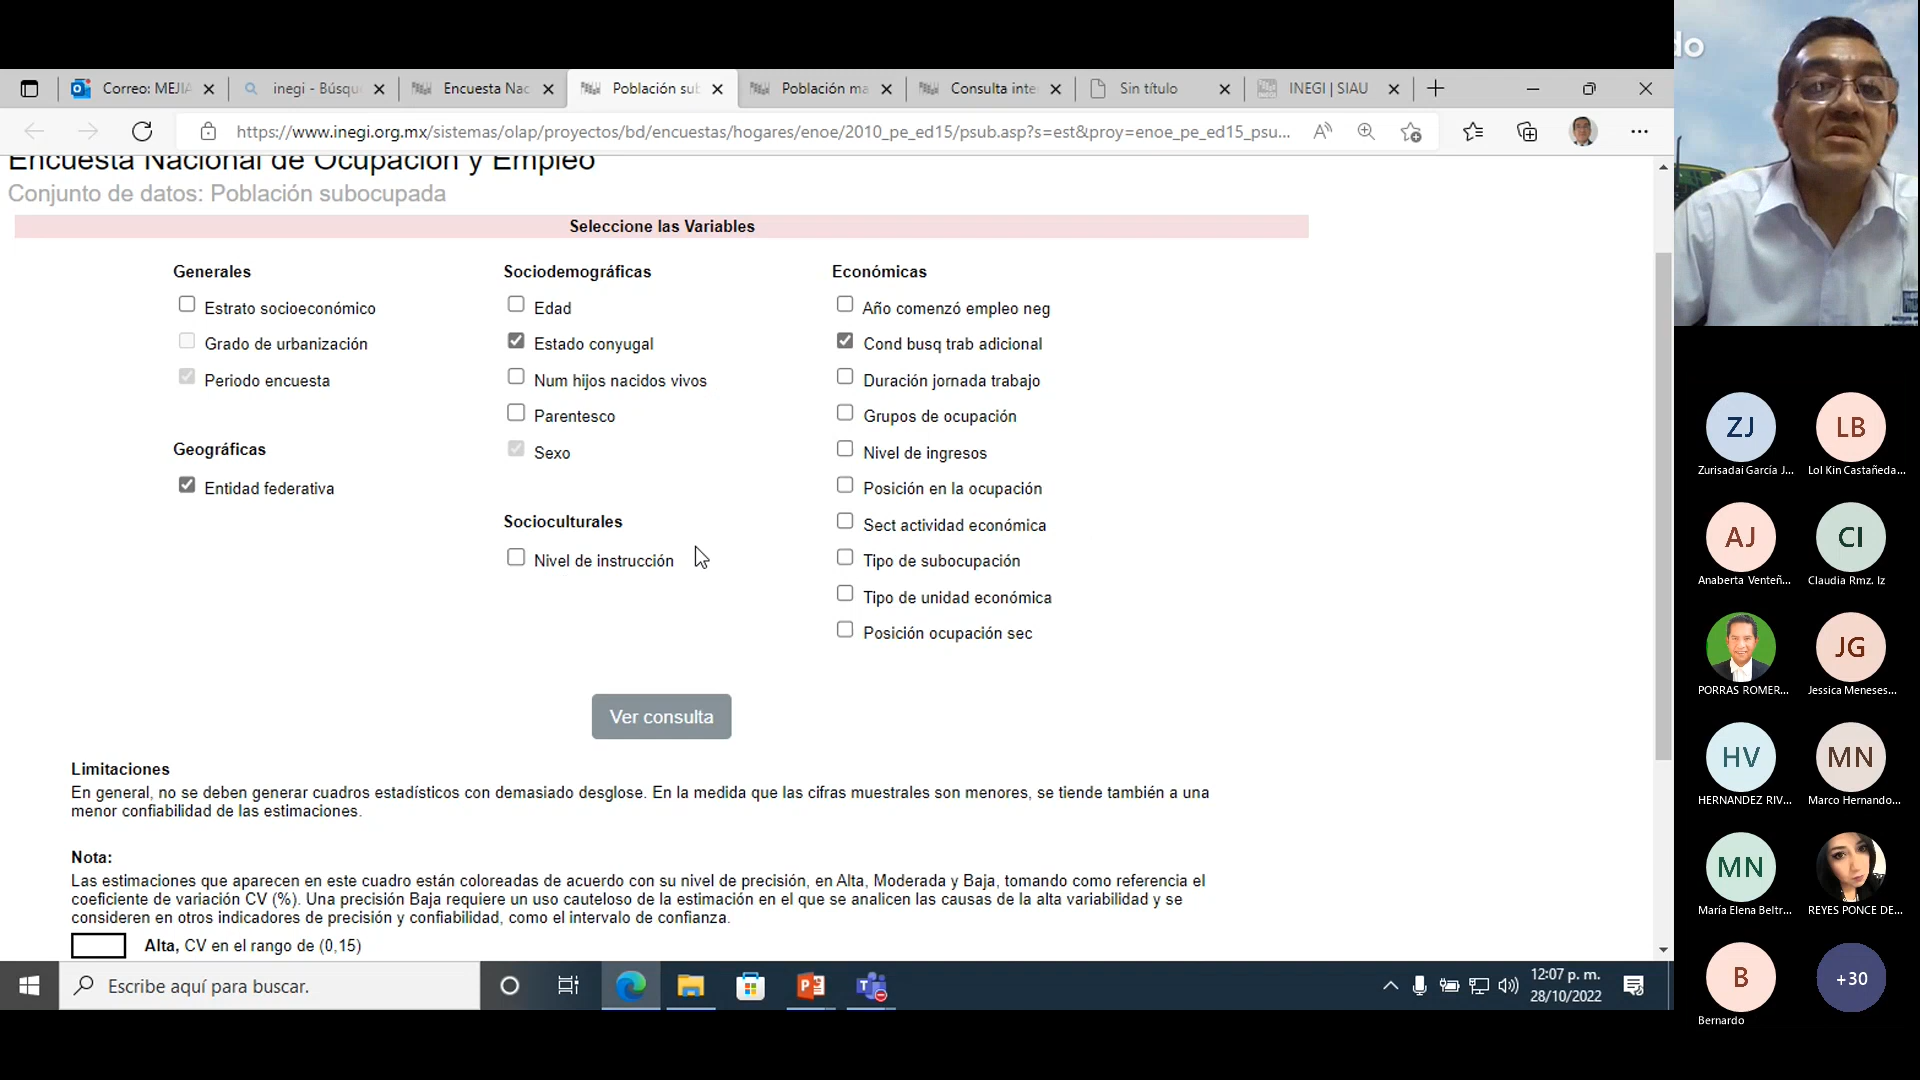 do
Correo: MEJIA
inegi - Búsqu
Encuesta Nac
Población sub
Población ma
Consulta inte
Sin título
INEGI | SIAU
https://www.inegi.org.mx/sistemas/olap/proyectos/bd/encuestas/hogares/enoe/2010_pe_ed15/psub.asp?s=est&proy=enoe_pe_ed15_psu...
Encuesta Nacional de Ocupación y Empleo
Conjunto de datos: Población subocupada
Seleccione las Variables
Generales
Estrato socioeconómico
Grado de urbanización
Periodo encuesta
Geográficas
Entidad federativa
Sociodemográficas
Edad
Estado conyugal
Num hijos nacidos vivos
Parentesco
Sexo
Socioculturales
Nivel de instrucción
Económicas
Año comenzó empleo neg
Cond busq trab adicional
Duración jornada trabajo
Grupos de ocupación
Nivel de ingresos
Posición en la ocupación
Sect actividad económica
Tipo de subocupación
Tipo de unidad económica
Posición ocupación sec
Ver consulta
Limitaciones
En general, no se deben generar cuadros estadísticos con demasiado desglose. En la medida que las cifras muestrales son menores, se tiende también a una
menor confiabilidad de las estimaciones.
Nota:
Las estimaciones que aparecen en este cuadro están coloreadas de acuerdo con su nivel de precisión, en Alta, Moderada y Baja, tomando como referencia el
coeficiente de variación CV (%). Una precisión Baja requiere un uso cauteloso de la estimación en el que se analicen las causas de la alta variabilidad y se
consideren en otros indicadores de precisión y confiabilidad, como el intervalo de confianza.
Alta, CV en el rango de (0,15)
Escribe aquí para buscar.
12:07 p. m.
28/10/2022
ZJ
Zurisadai García J...
LB
Lol Kin Castañeda...
AJ
Anaberta Venteñ...
CI
Claudia Rmz. Iz
PORRAS ROMER...
JG
Jessica Meneses...
HV
HERNANDEZ RIV...
MN
Marco Hernando...
MN
María Elena Beltr...
REYES PONCE DE...
B
Bernardo
+30